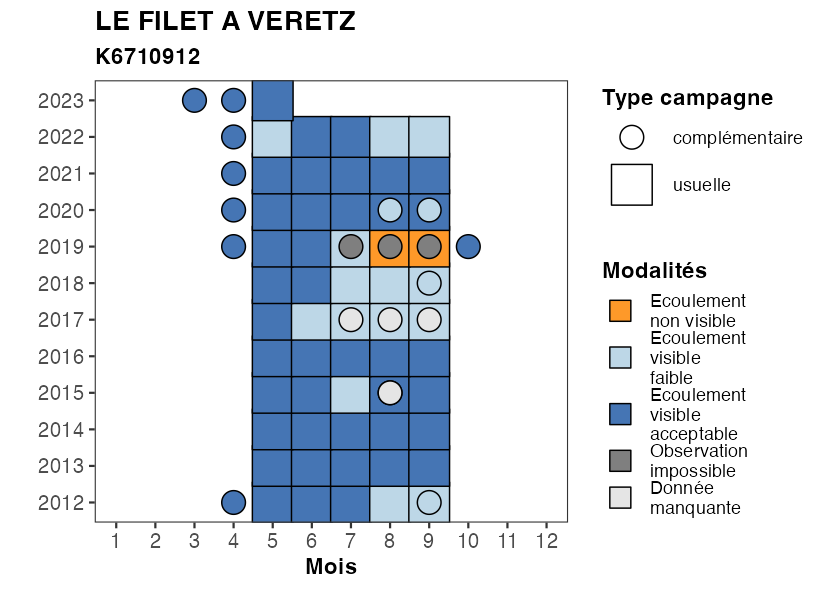 LE FILET A VERETZ
K6710912
2023
2022
2021
2020
2019
2018
2017
2016
2015
2014
2013
2012
1 2 3 4 5 6 7 8 9 10 11 12
Mois
Type campagne
complémentaire
usuelle
Modalités
Ecoulement
non visible
Ecoulement
visible
faible
Ecoulement
visible
acceptable
Observation
impossible
Donnée
manquante